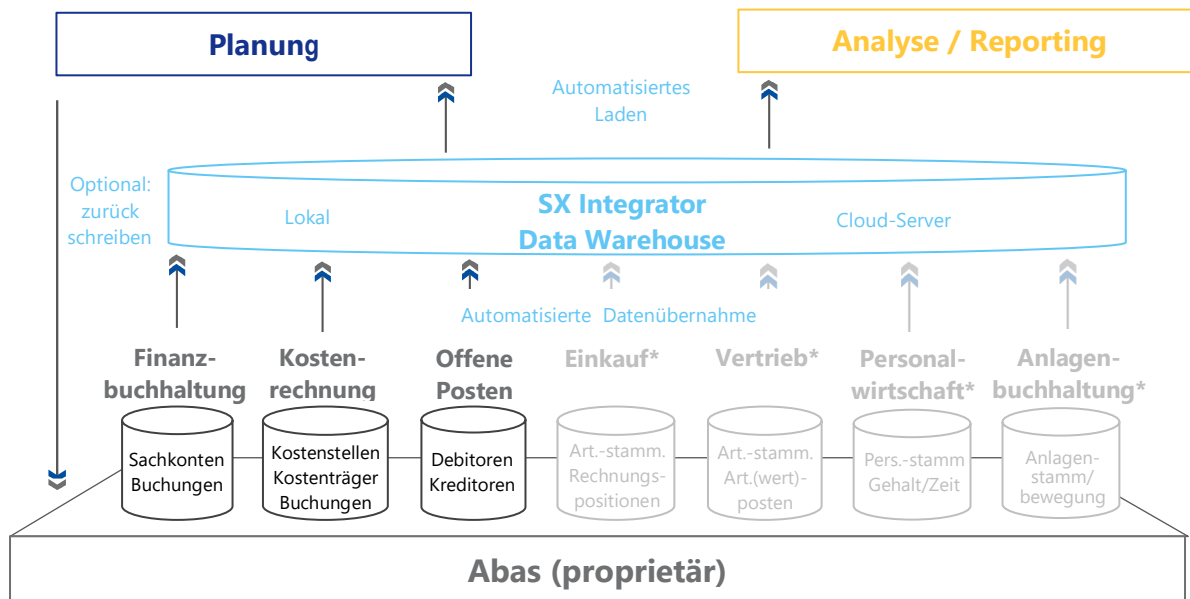 Planung
Analyse / Reporting
Automatisiertes
Laden
Optional:
zurück
schreiben
SX Integrator
Data Warehouse
Lokal
Cloud-Server
Automatisierte Datenübernahme
Finanz-
buchhaltung
Kosten-
rechnung
Offene
Posten
Einkauf*
Vertrieb*
Personal-
wirtschaft*
Anlagen-
buchhaltung*
Sachkonten
Buchungen
Kostenstellen
Kostenträger
Buchungen
Debitoren
Kreditoren
Art.-stamm.
Rechnungs-
positionen
Art.-stamm.
Art.(wert)-
posten
Pers.-stamm
Gehalt/Zeit
Anlagen-
stamm/
bewegung
Abas (proprietär)